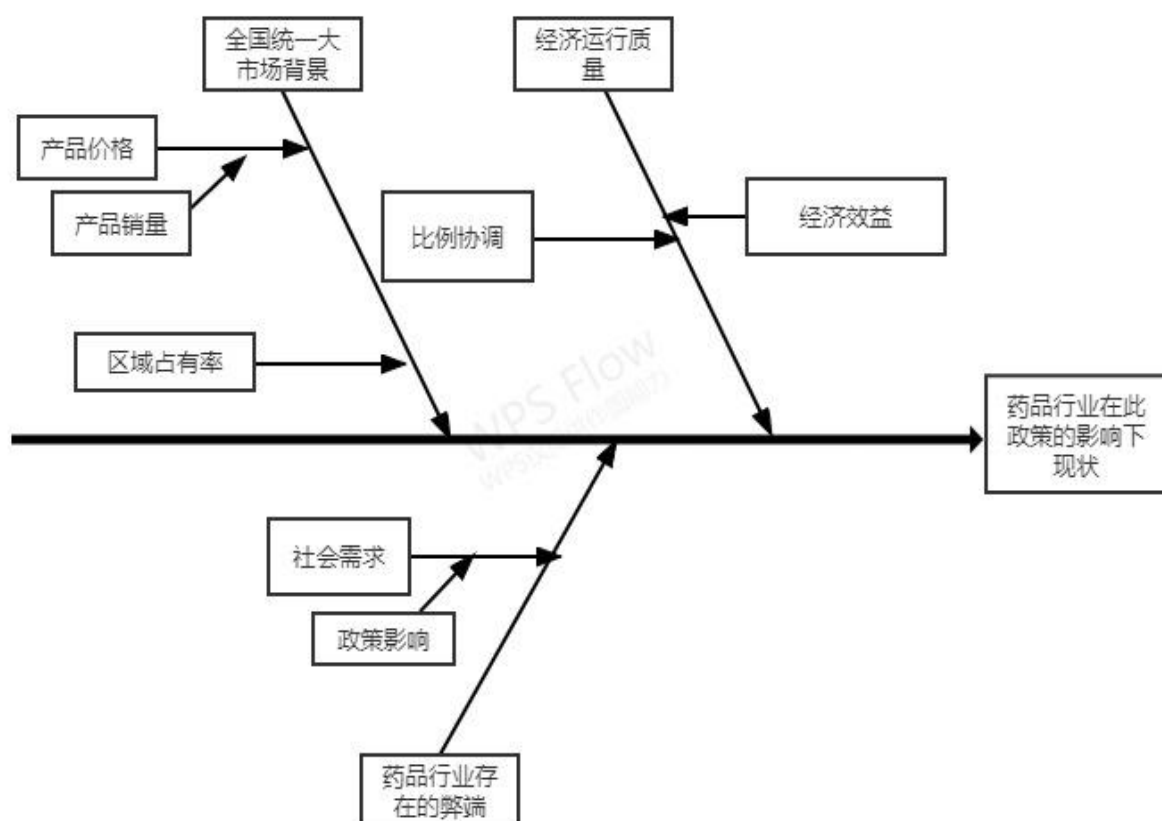 全国统一大
市场背景
经济运行质
量
产品价格
产品销量
比例协调
经济效益
区域占有率
WPS Flow
药品行业在此
政策的影响下
现状
社会需求
政策影响
药品行业存
在的弊端